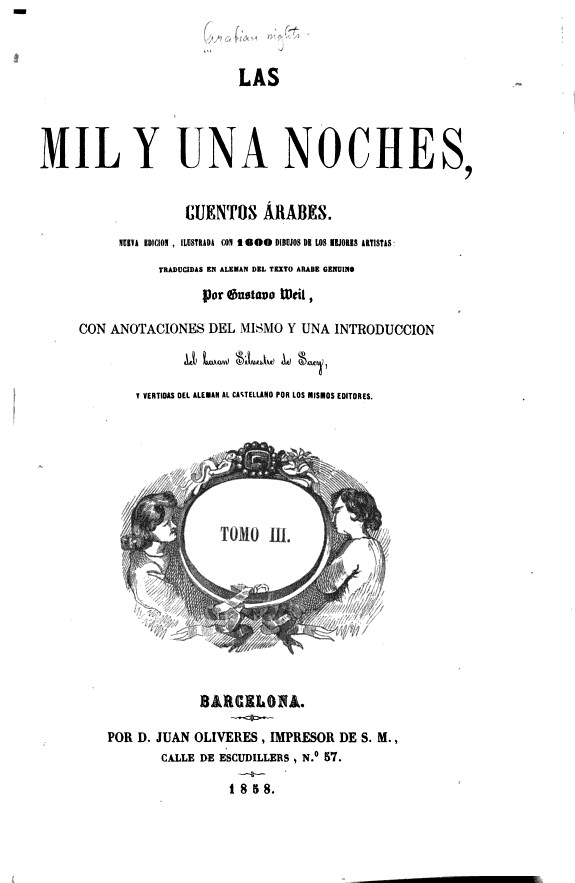 Arabian nights.
LAS
MIL Y UNA NOCHES,
CUENTOS ÁRABES.
NUEVA EDICION, ILUSTRADA CON 1600 DIBUJOS DE LOS MEJORES ARTISTAS
TRADUCIDAS EN ALEMAN DEL TEXTO ARABE GENUINO
Por Gustavo Weil,
CON ANOTACIONES DEL MISMO Y UNA INTRODUCCION
del baron Silvestre de Sacy,
Y VERTIDAS DEL ALEMAN AL CASTELLANO POR LOS MISMOS EDITORES.
TOMO III.
BARCELONA.
POR D. JUAN OLIVERES, IMPRESOR DE S. M.,
CALLE DE ESCUDILLERS, N.º 57.
1858.